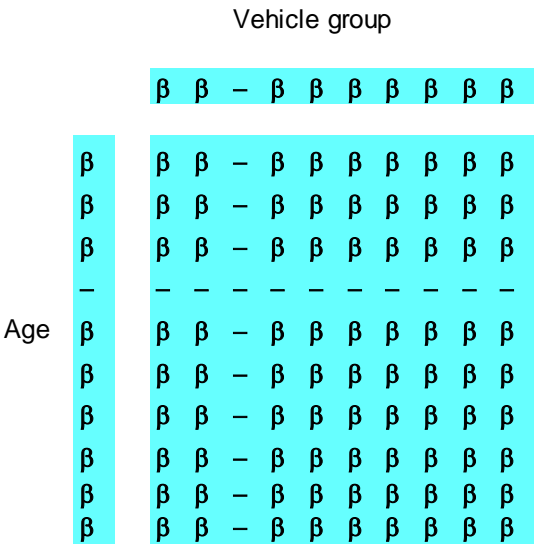 Vehicle group
β β – β β β β β β β
β β β – β β β β β β β
β β β – β β β β β β β
β β β – β β β β β β β
– – – – – – – – – – –
Age β β β – β β β β β β β
β β β – β β β β β β β
β β β – β β β β β β β
β β β – β β β β β β β
β β β – β β β β β β β
β β β – β β β β β β β